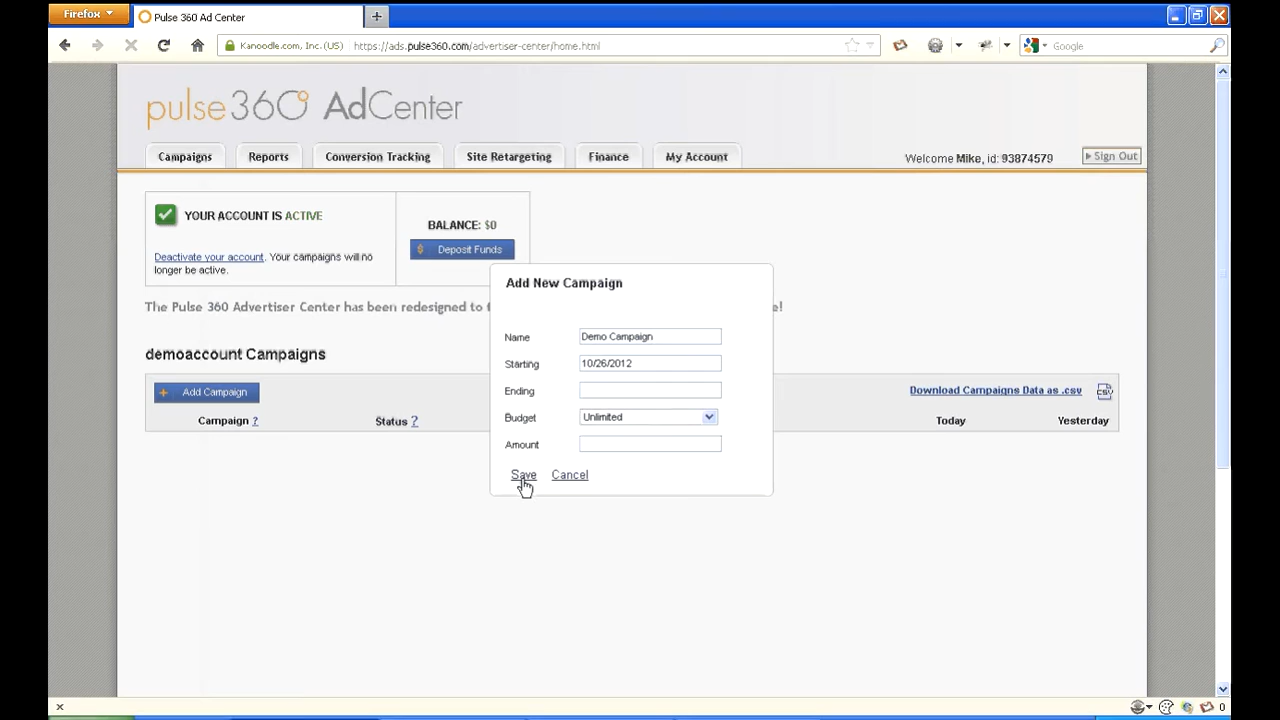 Firefox
Pulse 360 Ad Center
Kanoodle.com, Inc. (US)
https://ads.pulse360.com/advertiser-center/home.html
Google
pulse 360 AdCenter
Campaigns
Reports
Conversion Tracking
Site Retargeting
Finance
My Account
Welcome Mike, id: 93874579
Sign Out
YOUR ACCOUNT IS ACTIVE
Deactivate your account. Your campaigns will no
longer be active.
BALANCE: $0
Deposit Funds
The Pulse 360 Advertiser Center has been redesigned to
e!
Add New Campaign
Name Demo Campaign
Starting 10/26/2012
Ending
Budget Unlimited
Amount
Save Cancel
demoaccount Campaigns
Add Campaign
Download Campaigns Data as .csv
Campaign ?
Status ?
Today
Yesterday
0